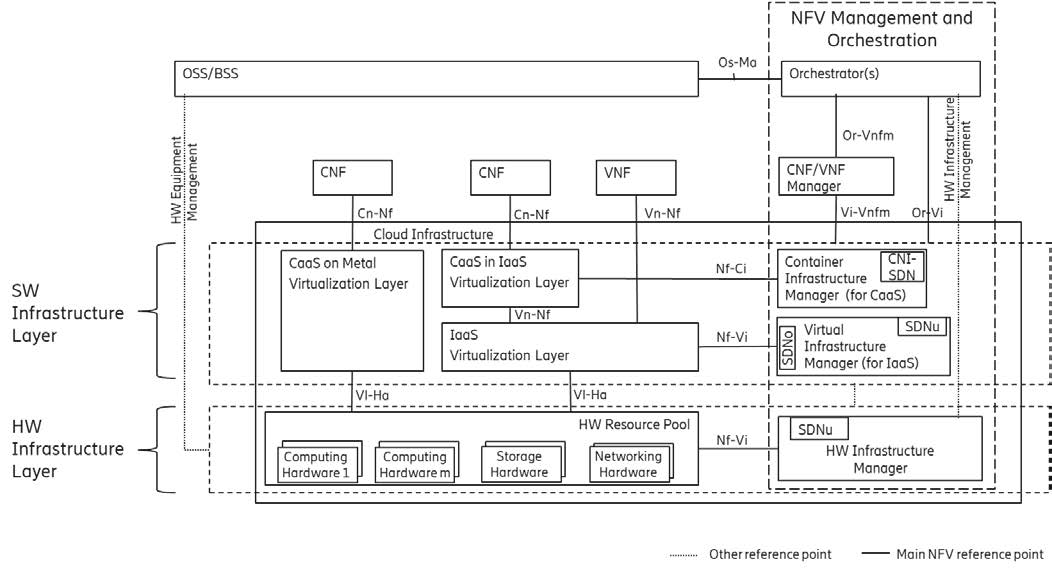 NFV Management and
Orchestration
OSS/BSS
Os-Ma
Orchestrator(s)
HW Equipment
Management
HW Infrastructure
Management
Or-Vnfm
CNF
CNF
VNF
CNF/VNF
Manager
Cn-Nf
Cn-Nf
Vn-Nf
Vi-Vnfm
Or-Vi
Cloud Infrastructure
SW
Infrastructure
Layer
CaaS on Metal
Virtualization Layer
CaaS in IaaS
Virtualization Layer
Nf-Ci
Container
Infrastructure
Manager (for CaaS)
CNI-
SDN
Vn-Nf
IaaS
Virtualization Layer
Nf-Vi
SDNo
SDNu
Virtual
Infrastructure
Manager (for IaaS)
VI-Ha
VI-Ha
HW
Infrastructure
Layer
HW Resource Pool
Computing
Hardware 1
Computing
Hardware m
Storage
Hardware
Networking
Hardware
Nf-Vi
SDNu
HW Infrastructure
Manager
Other reference point
Main NFV reference point